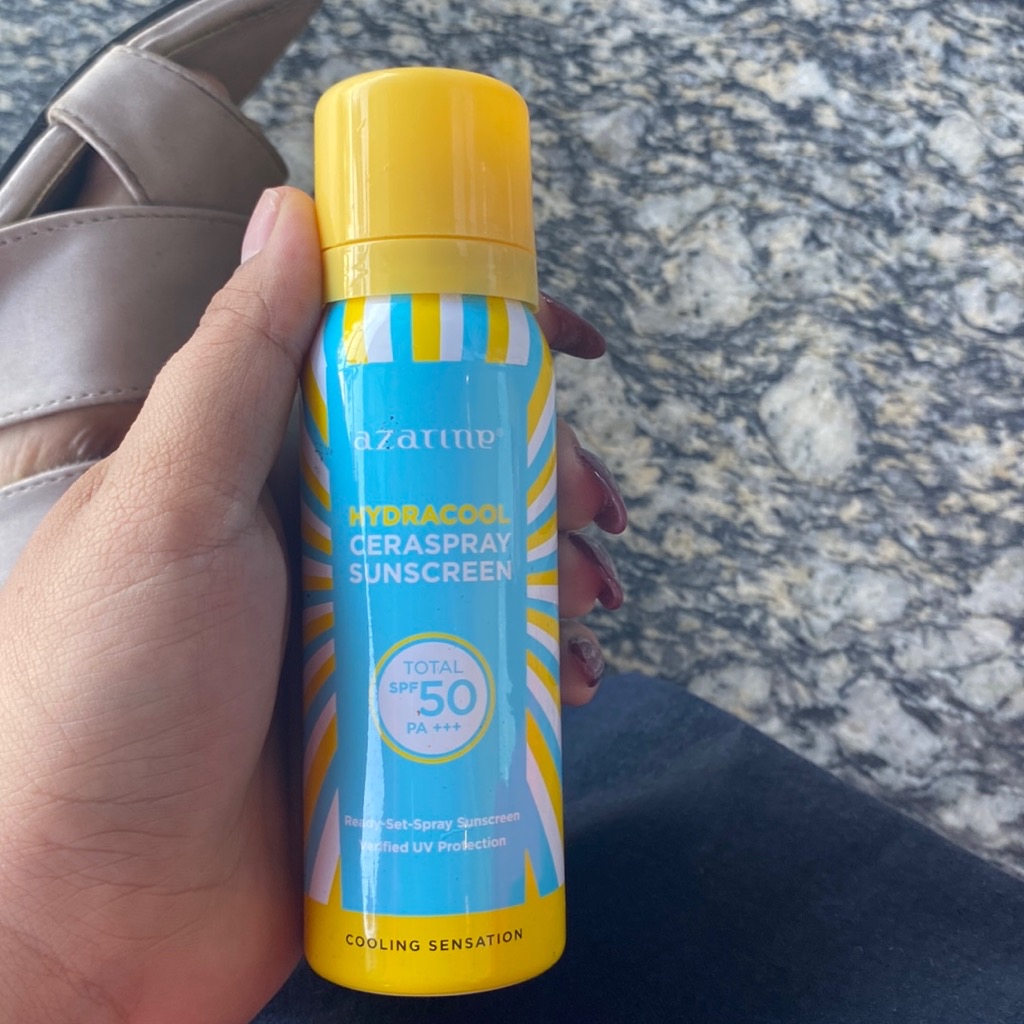 azarine®
HYDRACOOL
CERASPRAY
SUNSCREEN
TOTAL
SPF 50
PA +++
Ready-Set-Spray Sunscreen
Verified UV Protection
COOLING SENSATION